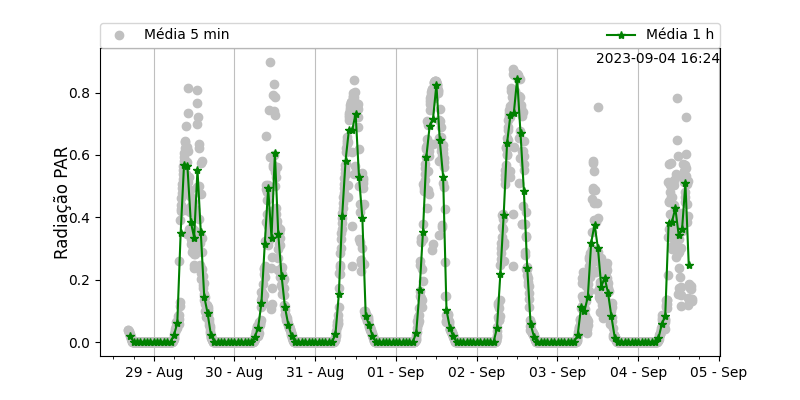 Média 5 min
Média 1 h
2023-09-04 16:24
Radiação PAR
0.8
0.6
0.4
0.2
0.0
29 - Aug 30 - Aug 31 - Aug 01 - Sep 02 - Sep 03 - Sep 04 - Sep 05 - Sep